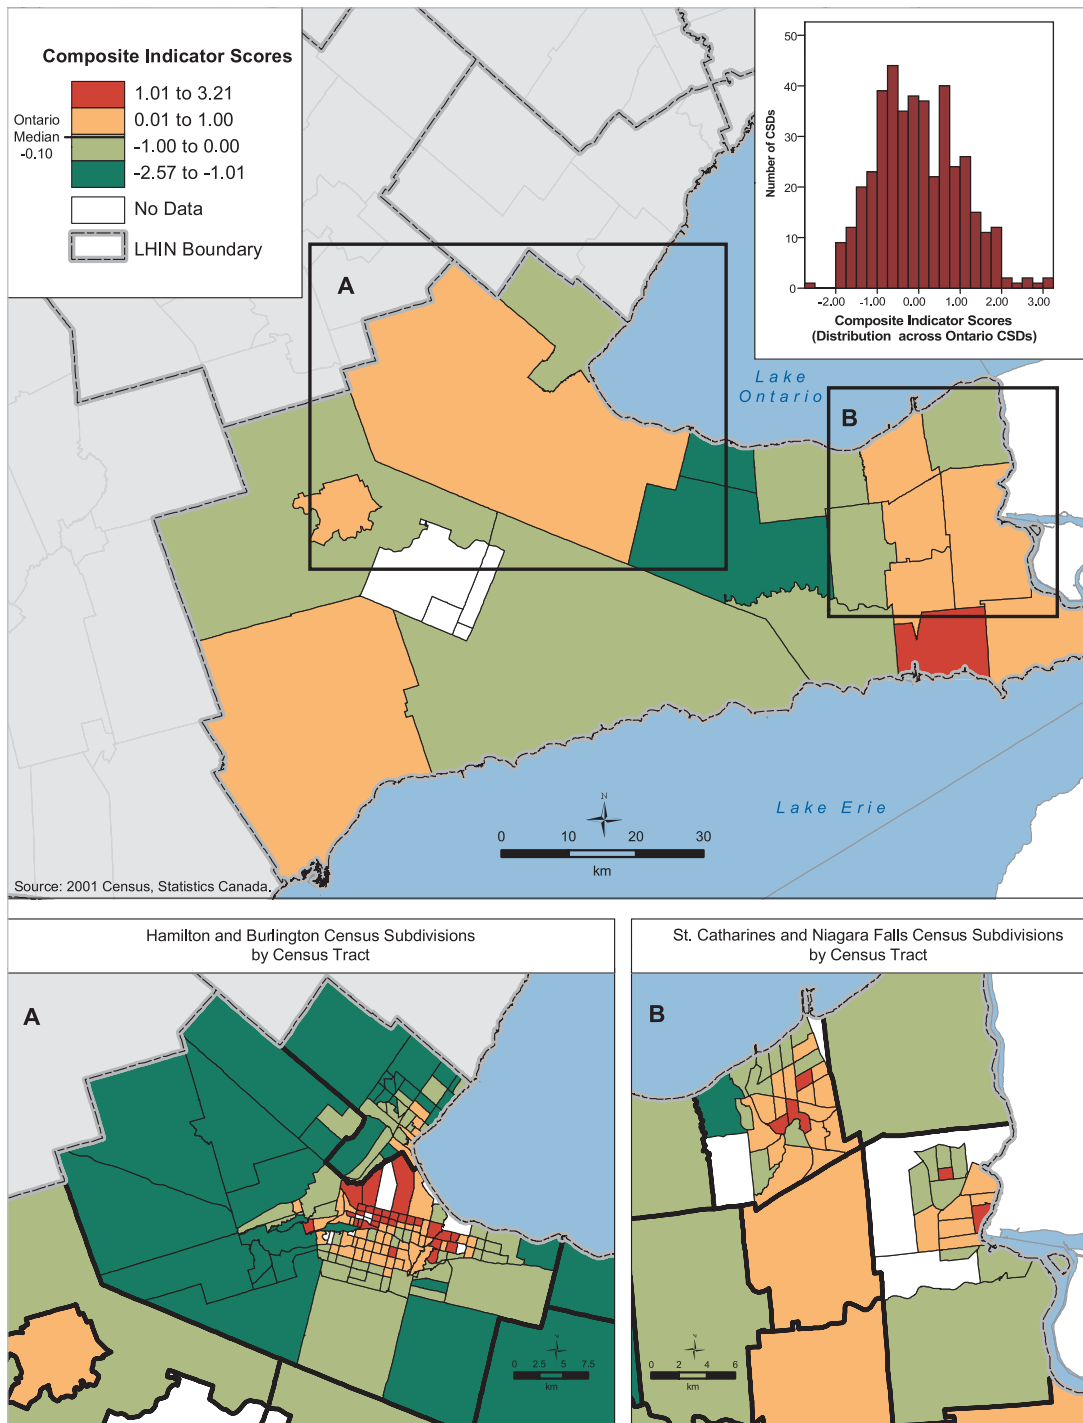 Composite Indicator Scores
1.01 to 3.21
0.01 to 1.00
Ontario
Median
-0.10
-1.00 to 0.00
-2.57 to -1.01
No Data
LHIN Boundary
50
40
30
20
10
0
Number of CSDs
-2.00 -1.00 0.00 1.00 2.00 3.00
Composite Indicator Scores
(Distribution across Ontario CSDs)
A
B
Lake
Ontario
Lake Erie
N
0 10 20 30
km
Source: 2001 Census, Statistics Canada.
Hamilton and Burlington Census Subdivisions
by Census Tract
A
N
0 2.5 5 7.5
km
St. Catharines and Niagara Falls Census Subdivisions
by Census Tract
B
N
0 2 4 6
km